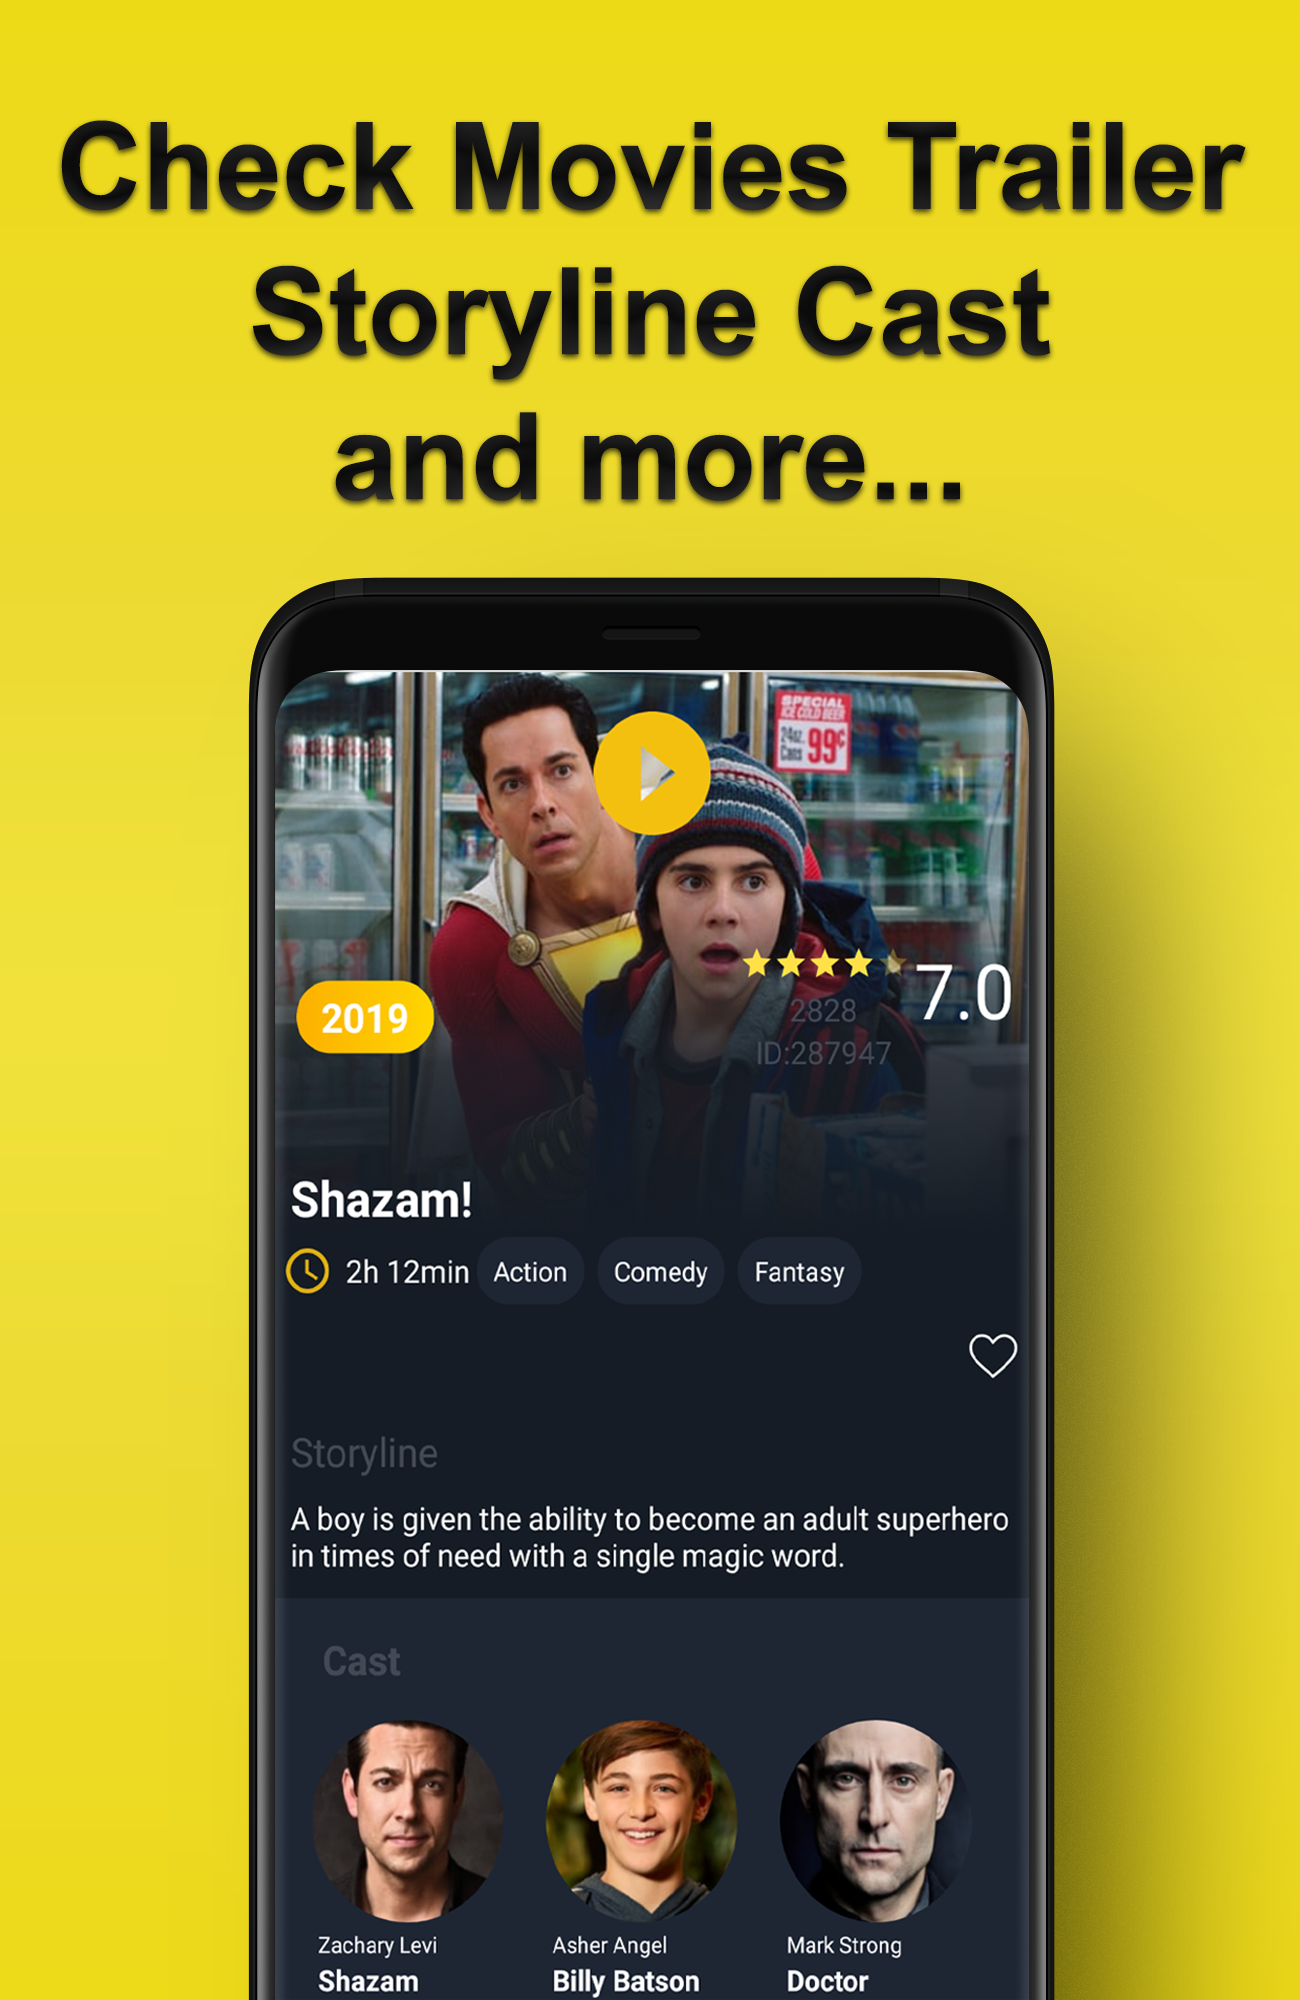 Check Movies Trailer
Storyline Cast
and more...
SPECIAL
ICE COLD BEER
24oz.
Cans 99¢
7.0
2828
2019
ID:287947
Shazam!
2h 12min Action Comedy Fantasy
Storyline
A boy is given the ability to become an adult superhero
in times of need with a single magic word.
Cast
Zachary Levi Asher Angel Mark Strong
Shazam Billy Batson Doctor